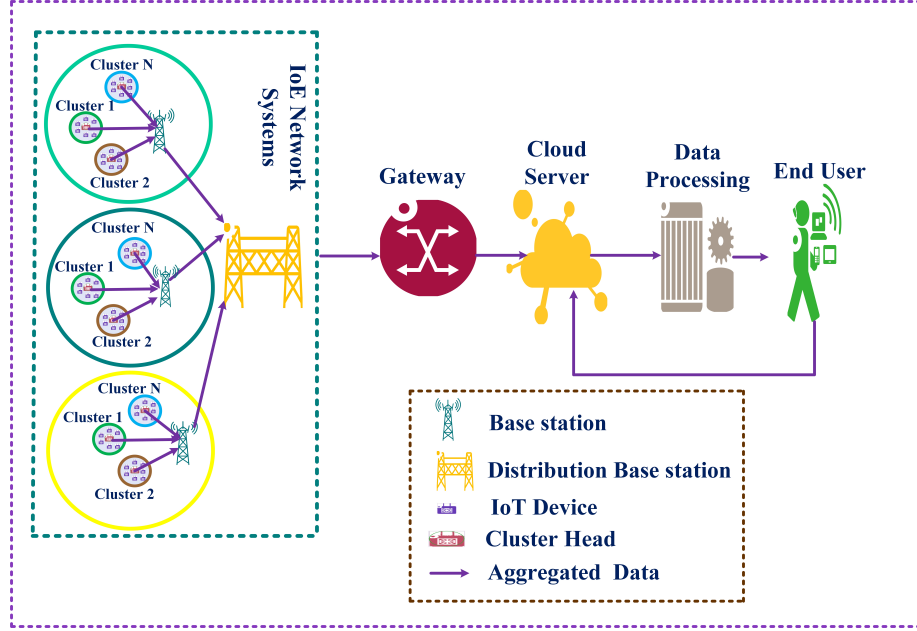 Cluster N
Cluster 1
Cluster 2
Cluster N
Cluster 1
Cluster 2
Cluster N
Cluster 1
Cluster 2
IoE Network
Systems
Gateway
Cloud
Server
Data
Processing
End User
Base station
Distribution Base station
IoT Device
Cluster Head
Aggregated Data